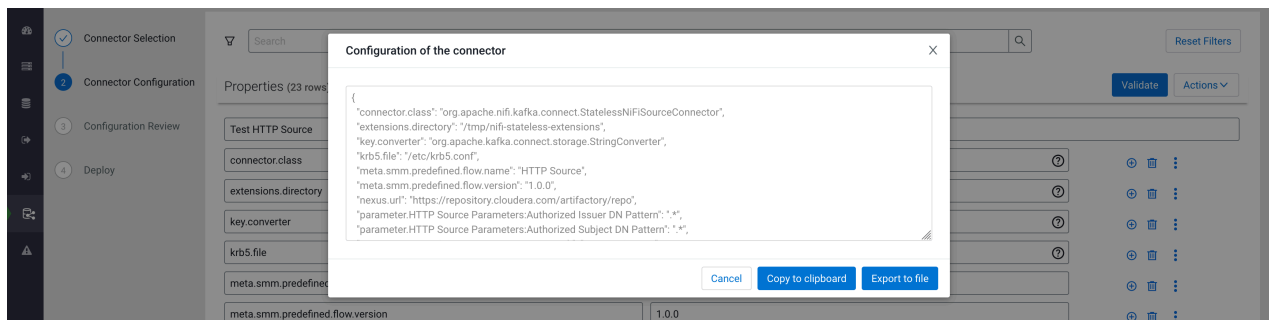 Connector Selection
Search
Reset Filters
Configuration of the connector
2
Connector Configuration
Properties (23 rows)
Validate
Actions
{
"connector.class": "org.apache.nifi.kafka.connect.StatelessNiFiSourceConnector",
"extensions.directory": "/tmp/nifi-stateless-extensions",
"key.converter": "org.apache.kafka.connect.storage.StringConverter",
"krb5.file": "/etc/krb5.conf",
"meta.smm.predefined.flow.name": "HTTP Source",
"meta.smm.predefined.flow.version": "1.0.0",
"nexus.url": "https://repository.cloudera.com/artifactory/repo",
"parameter.HTTP Source Parameters:Authorized Issuer DN Pattern": ".*",
"parameter.HTTP Source Parameters:Authorized Subject DN Pattern": ".*",
3
Configuration Review
Test HTTP Source
4
Deploy
connector.class
extensions.directory
key.converter
krb5.file
Cancel
Copy to clipboard
Export to file
meta.smm.predefined
meta.smm.predefined.flow.version
1.0.0